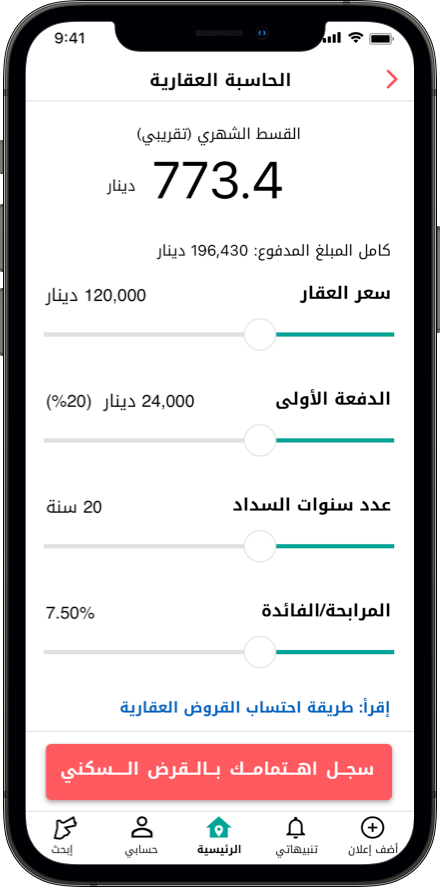 9:41
الحاسبة العقارية
القسط الشهري (تقريبي)
773.4 دينار
كامل المبلغ المدفوع: 196,430 دينار
سعر العقار 120,000 دينار
الدفعة الأولى 24,000 دينار (20%)
عدد سنوات السداد 20 سنة
المرابحة/الفائدة 7.50%
إقرأ: طريقة احتساب القروض العقارية
سجـل اهـتمامـك بـالـقرض الـسكني
أضف إعلان تنبيهاتي الرئيسية حسابي إبحث